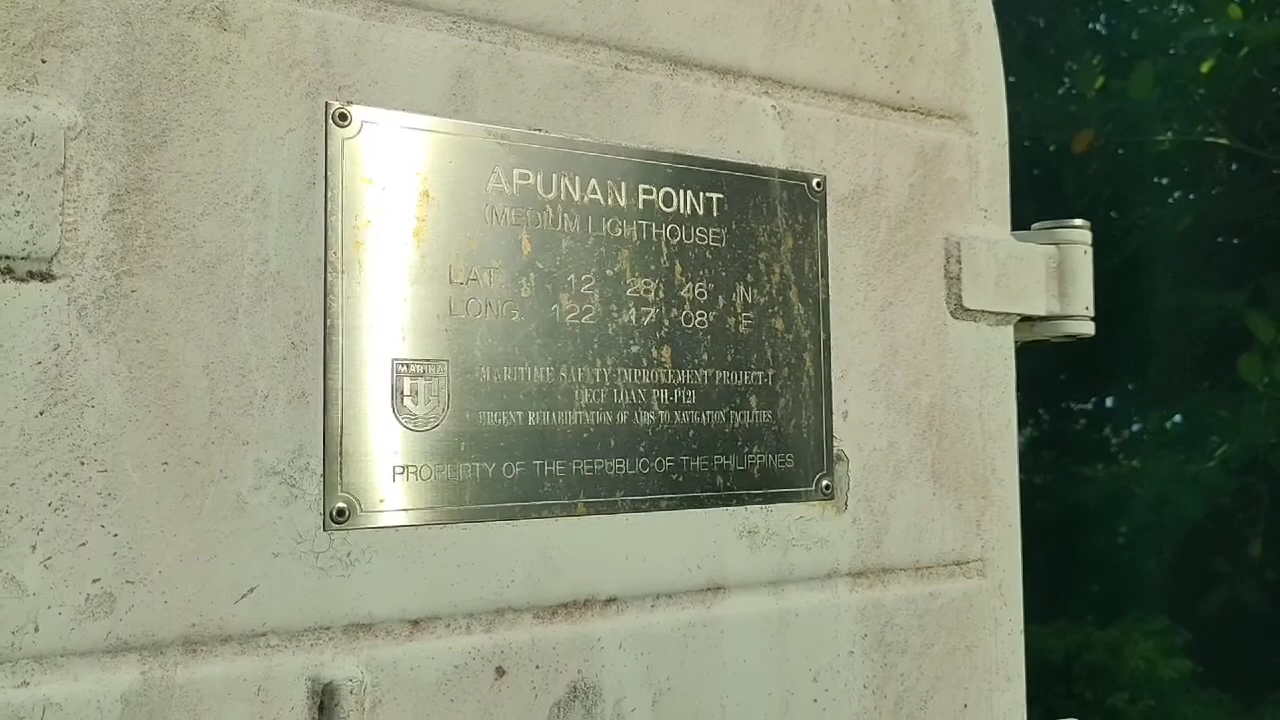 APUNAN POINT
(MEDIUM LIGHTHOUSE)
LAT. 12 28' 46" N
LONG. 122 17' 08" E
MARINA
MARITIME SAFETY IMPROVEMENT PROJECT-I
OECF LOAN PH-P121
URGENT REHABILITATION OF AIDS TO NAVIGATION FACILITIES
PROPERTY OF THE REPUBLIC OF THE PHILIPPINES